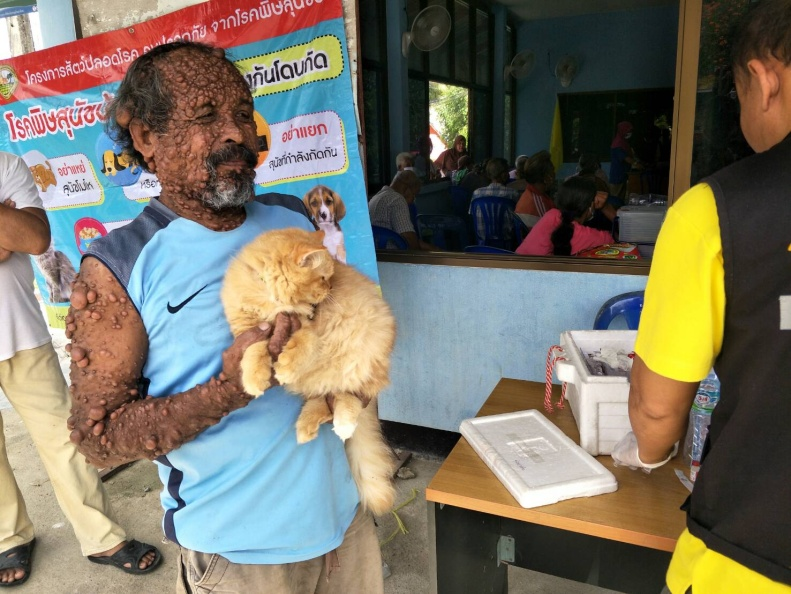 โครงการสัตว์ปลอดโรค คนปลอดภัย จากโรคพิษสุนัข
โรคพิษสุนัข
งกันโดนกัด
อย่าแหย่
สุนัขให้โมโห
หรือ
อย่าแยก
สุนัขที่กำลังกัดกัน